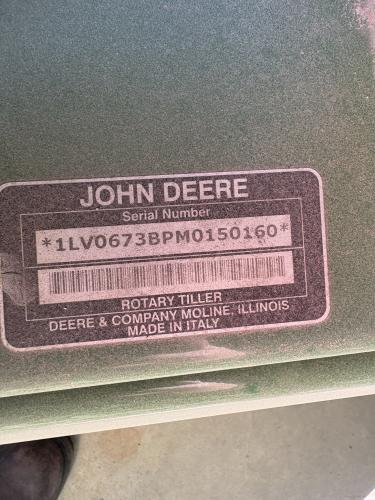 JOHN DEERE
Serial Number
*1LV0673BPM0150160*
ROTARY TILLER
DEERE & COMPANY MOLINE, ILLINOIS
MADE IN ITALY